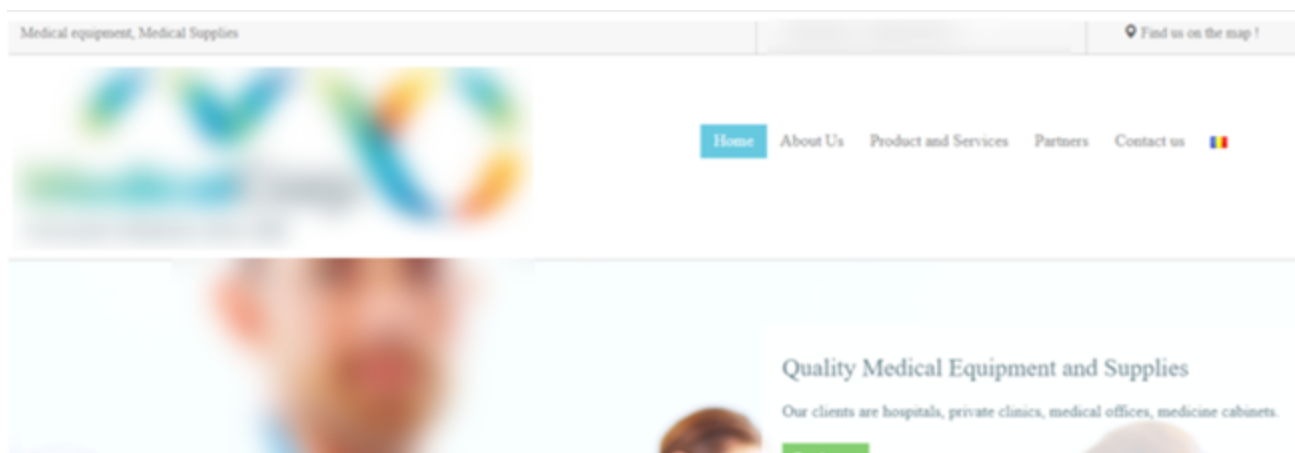 Medical equipment, Medical Supplies
Find us on the map !
Home About Us Product and Services Partners Contact us
Quality Medical Equipment and Supplies
Our clients are hospitals, private clinics, medical offices, medicine cabinets.